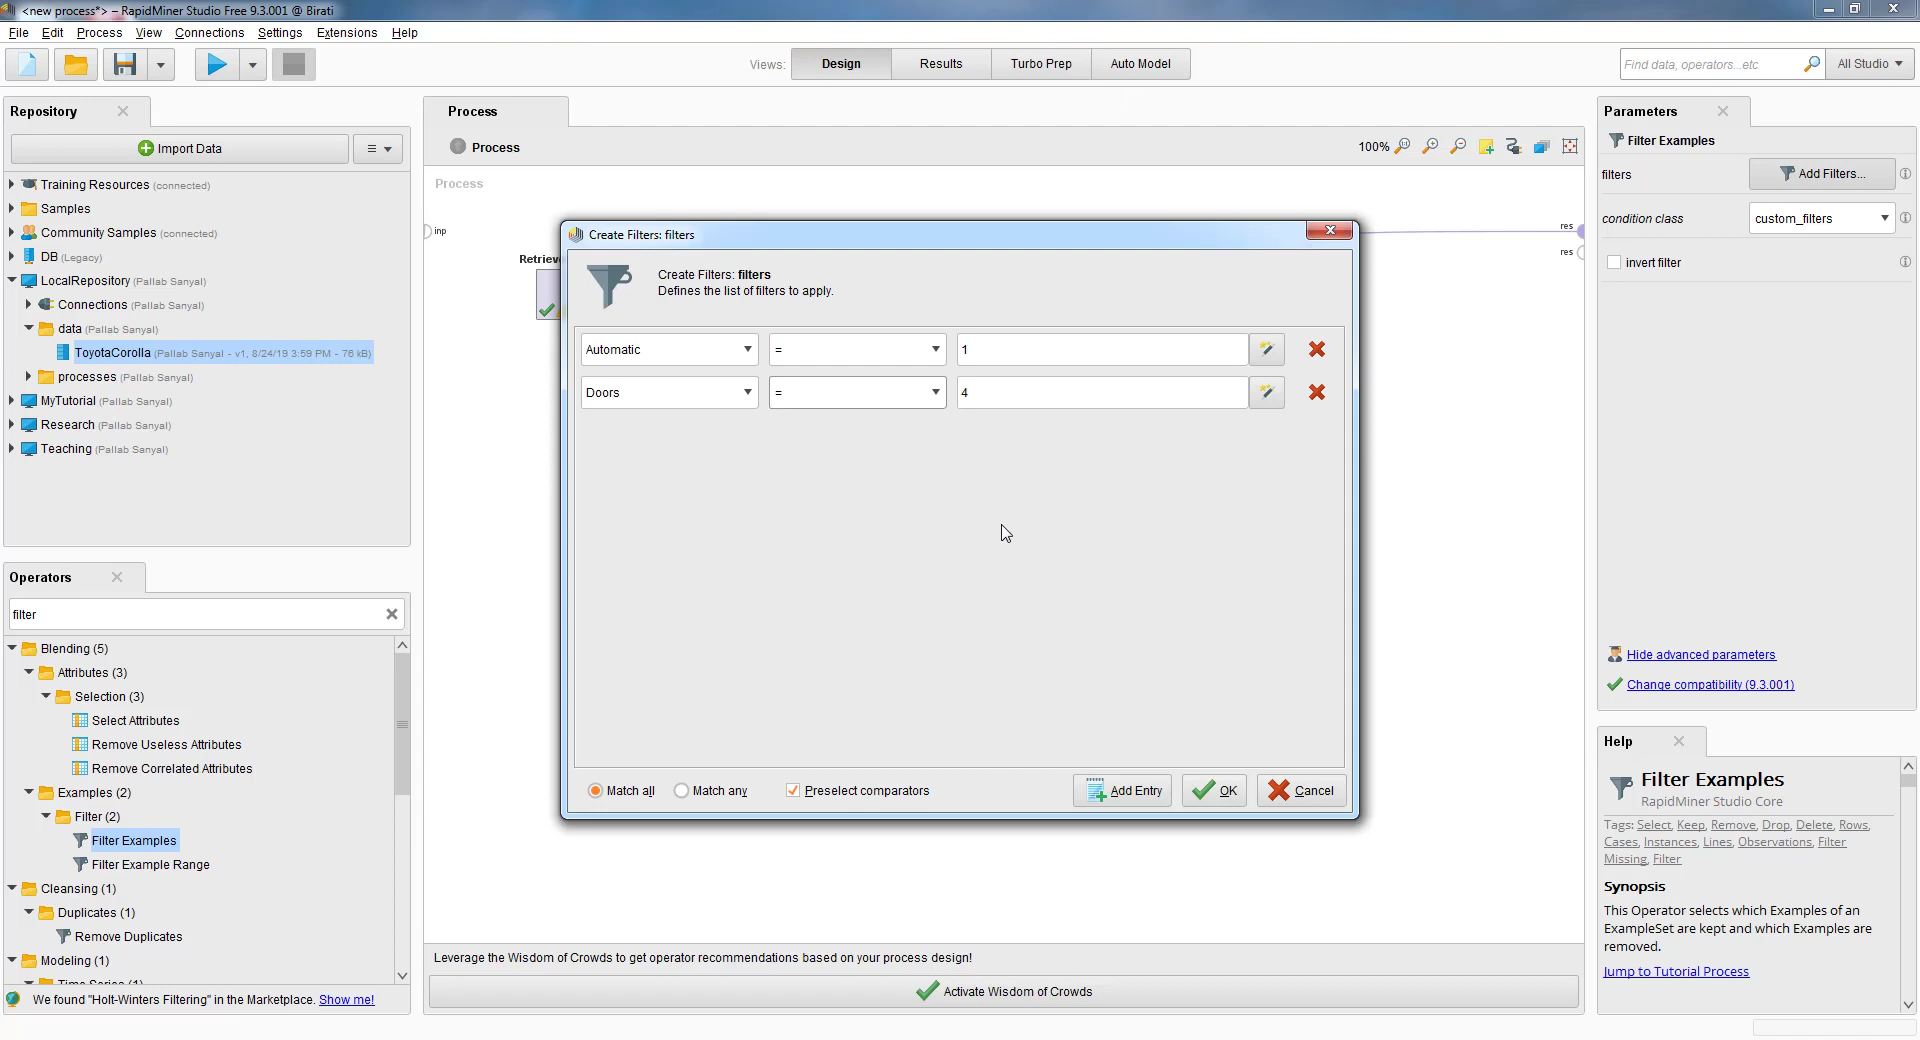 <new process*> – RapidMiner Studio Free 9.3.001 @ Birati
File Edit Process View Connections Settings Extensions Help
Views: Design Results Turbo Prep Auto Model
Find data, operators...etc All Studio
Repository
Import Data
Training Resources (connected)
Samples
Community Samples (connected)
DB (Legacy)
LocalRepository (Pallab Sanyal)
Connections (Pallab Sanyal)
data (Pallab Sanyal)
ToyotaCorolla (Pallab Sanyal - v1, 8/24/19 3:59 PM - 76 kB)
processes (Pallab Sanyal)
MyTutorial (Pallab Sanyal)
Research (Pallab Sanyal)
Teaching (Pallab Sanyal)
Operators
filter
Blending (5)
Attributes (3)
Selection (3)
Select Attributes
Remove Useless Attributes
Remove Correlated Attributes
Examples (2)
Filter (2)
Filter Examples
Filter Example Range
Cleansing (1)
Duplicates (1)
Remove Duplicates
Modeling (1)
We found "Holt-Winters Filtering" in the Marketplace. Show me!
Process
Process
100%
Process
inp
res
res
Create Filters: filters
Create Filters: filters
Defines the list of filters to apply.
Automatic = 1
Doors = 4
Match all Match any Preselect comparators Add Entry OK Cancel
Leverage the Wisdom of Crowds to get operator recommendations based on your process design!
Activate Wisdom of Crowds
Parameters
Filter Examples
filters Add Filters...
condition class custom_filters
invert filter
Hide advanced parameters
Change compatibility (9.3.001)
Help
Filter Examples
RapidMiner Studio Core
Tags: Select, Keep, Remove, Drop, Delete, Rows,
Cases, Instances, Lines, Observations, Filter
Missing, Filter
Synopsis
This Operator selects which Examples of an
ExampleSet are kept and which Examples are
removed.
Jump to Tutorial Process